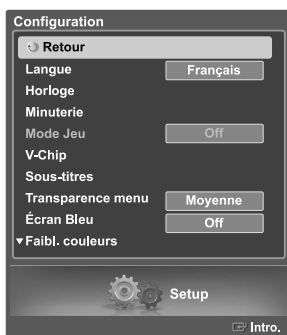 Configuration
Retour
Langue Français
Horloge
Minuterie
Mode Jeu Off
V-Chip
Sous-titres
Transparence menu Moyenne
Écran Bleu Off
▼Faibl. couleurs
Setup
Intro.